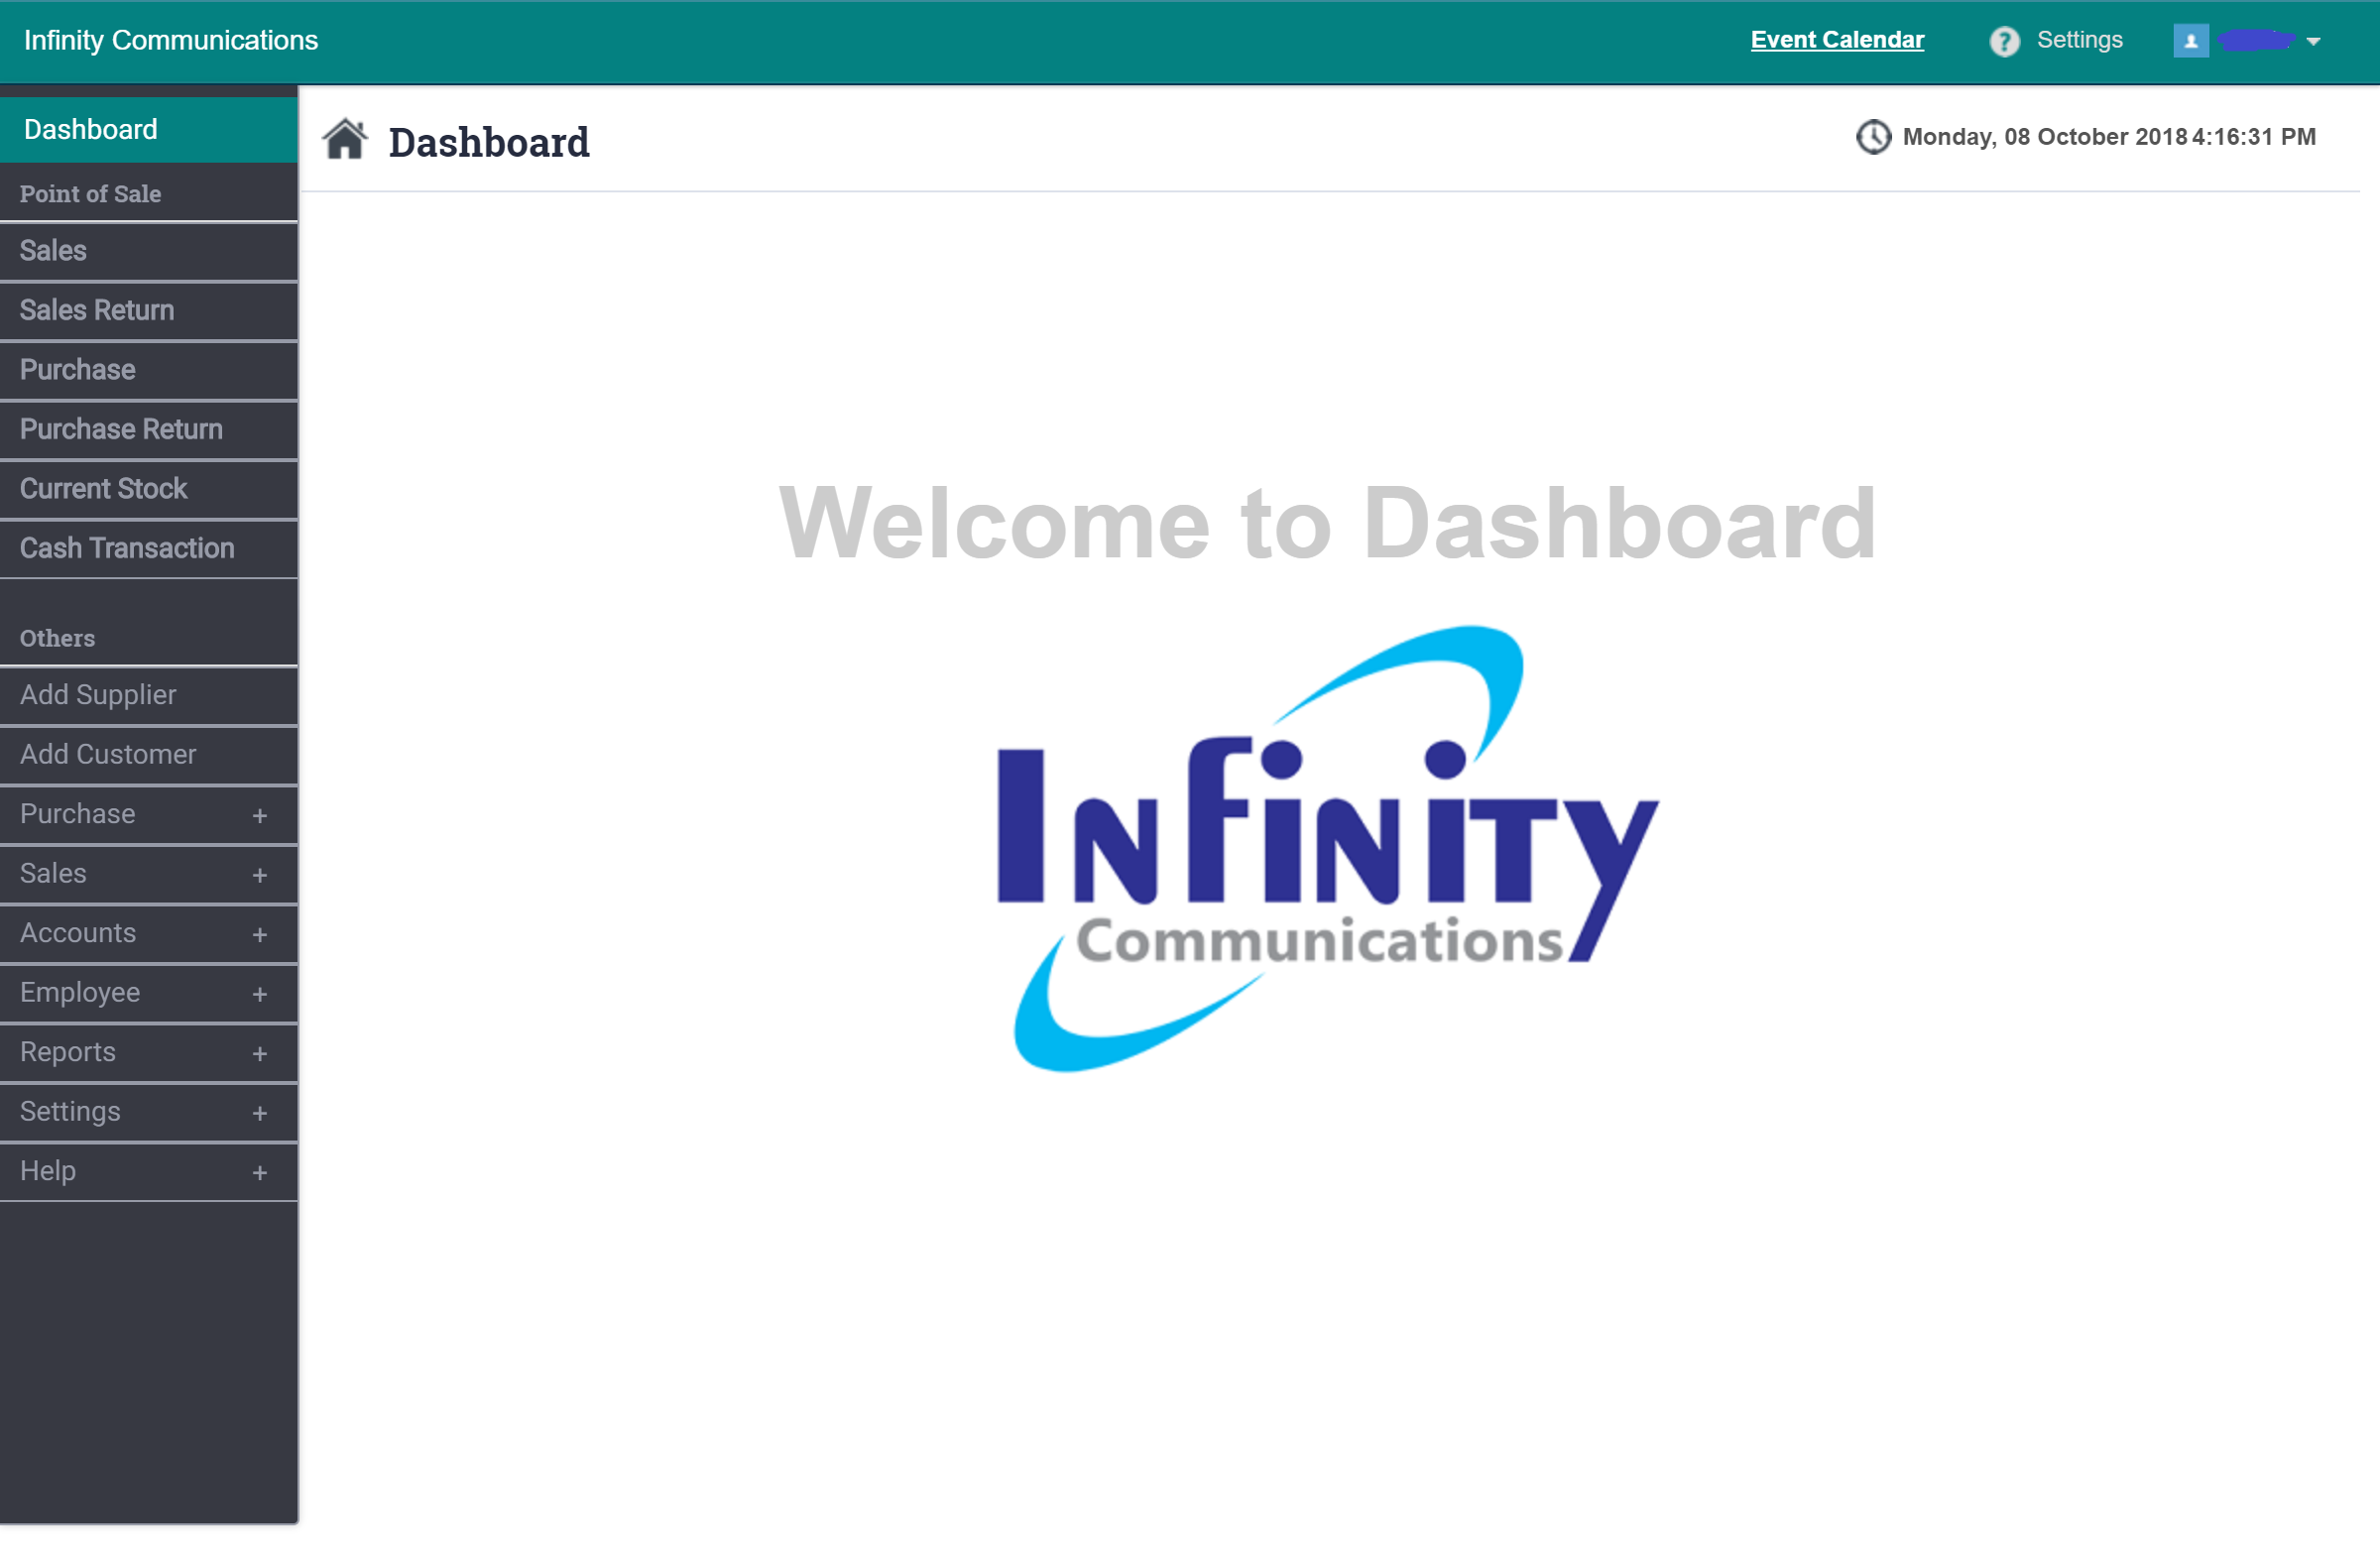 Infinity Communications
Event Calendar
Settings
Dashboard
Dashboard
Monday, 08 October 2018 4:16:31 PM
Point of Sale
Sales
Sales Return
Purchase
Purchase Return
Current Stock
Cash Transaction
Others
Add Supplier
Add Customer
Purchase +
Sales +
Accounts +
Employee +
Reports +
Settings +
Help +
Welcome to Dashboard
Infinity
Communications